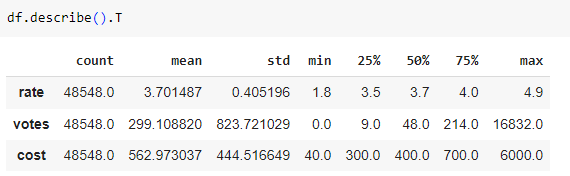 df.describe().T
count mean std min 25% 50% 75% max
rate 48548.0 3.701487 0.405196 1.8 3.5 3.7 4.0 4.9
votes 48548.0 299.108820 823.721029 0.0 9.0 48.0 214.0 16832.0
cost 48548.0 562.973037 444.516649 40.0 300.0 400.0 700.0 6000.0